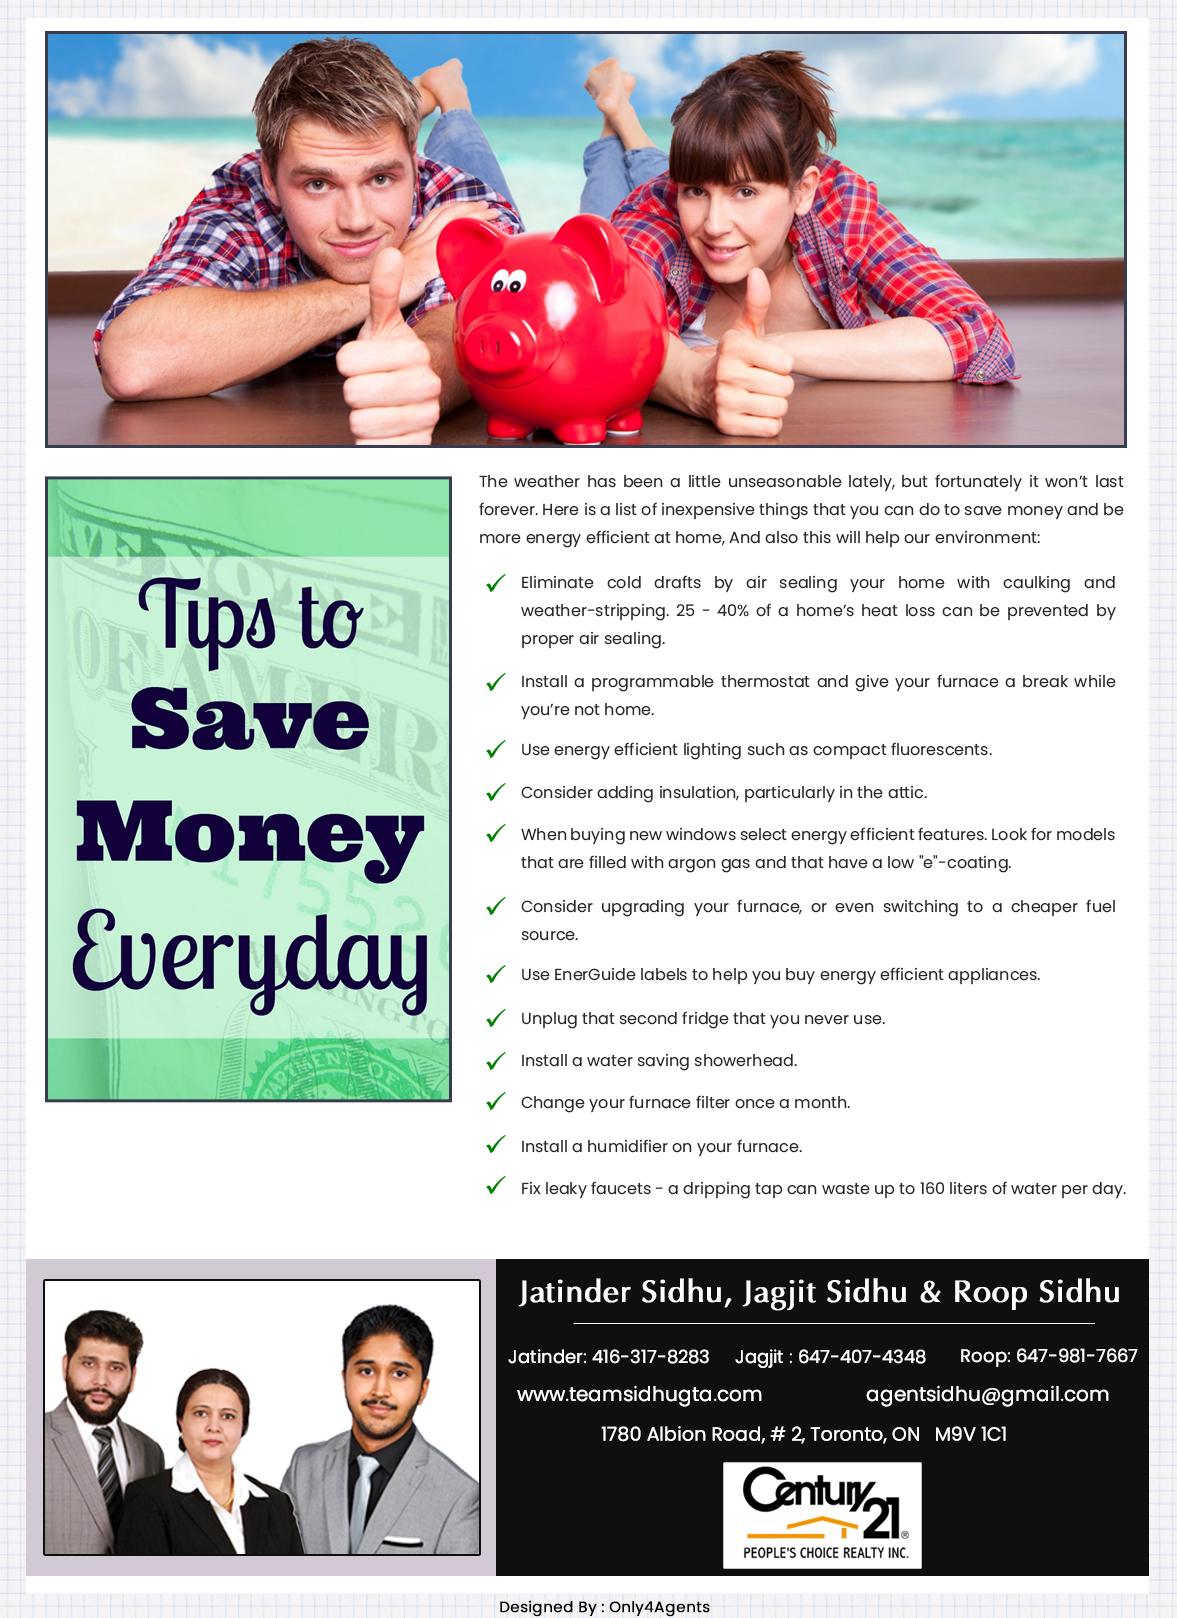 Tips to
Save
Money
Everyday
The weather has been a little unseasonable lately, but fortunately it won’t last
forever. Here is a list of inexpensive things that you can do to save money and be
more energy efficient at home, And also this will help our environment:
Eliminate cold drafts by air sealing your home with caulking and
weather-stripping. 25 - 40% of a home’s heat loss can be prevented by
proper air sealing.
Install a programmable thermostat and give your furnace a break while
you’re not home.
Use energy efficient lighting such as compact fluorescents.
Consider adding insulation, particularly in the attic.
When buying new windows select energy efficient features. Look for models
that are filled with argon gas and that have a low "e"-coating.
Consider upgrading your furnace, or even switching to a cheaper fuel
source.
Use EnerGuide labels to help you buy energy efficient appliances.
Unplug that second fridge that you never use.
Install a water saving showerhead.
Change your furnace filter once a month.
Install a humidifier on your furnace.
Fix leaky faucets - a dripping tap can waste up to 160 liters of water per day.
Jatinder Sidhu, Jagjit Sidhu & Roop Sidhu
Jatinder: 416-317-8283 Jagjit : 647-407-4348 Roop: 647-981-7667
www.teamsidhugta.com agentsidhu@gmail.com
1780 Albion Road, # 2, Toronto, ON M9V 1C1
Century 21®
PEOPLE'S CHOICE REALTY INC.
Designed By : Only4Agents